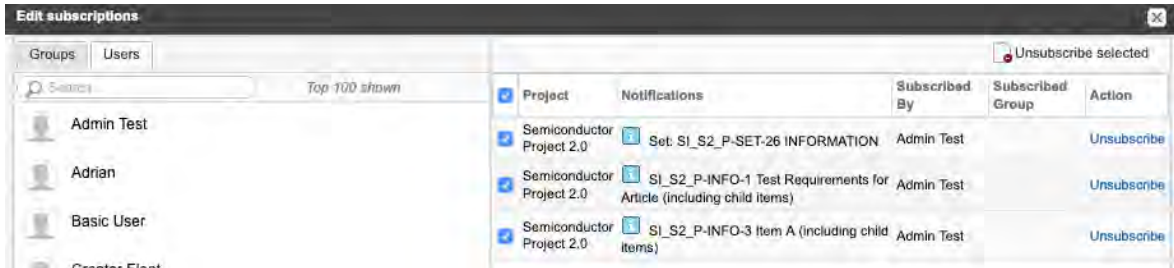 Edit subscriptions
Groups Users
Unsubscribe selected
Search
Top 100 shown
Project Notifications Subscribed By Subscribed Group Action
Admin Test
Adrian
Basic User
Semiconductor Project 2.0
Set: SI_S2_P-SET-26 INFORMATION
Admin Test
Unsubscribe
Semiconductor Project 2.0
SI_S2_P-INFO-1 Test Requirements for
Article (including child items)
Admin Test
Unsubscribe
Semiconductor Project 2.0
SI_S2_P-INFO-3 Item A (including child
items)
Admin Test
Unsubscribe